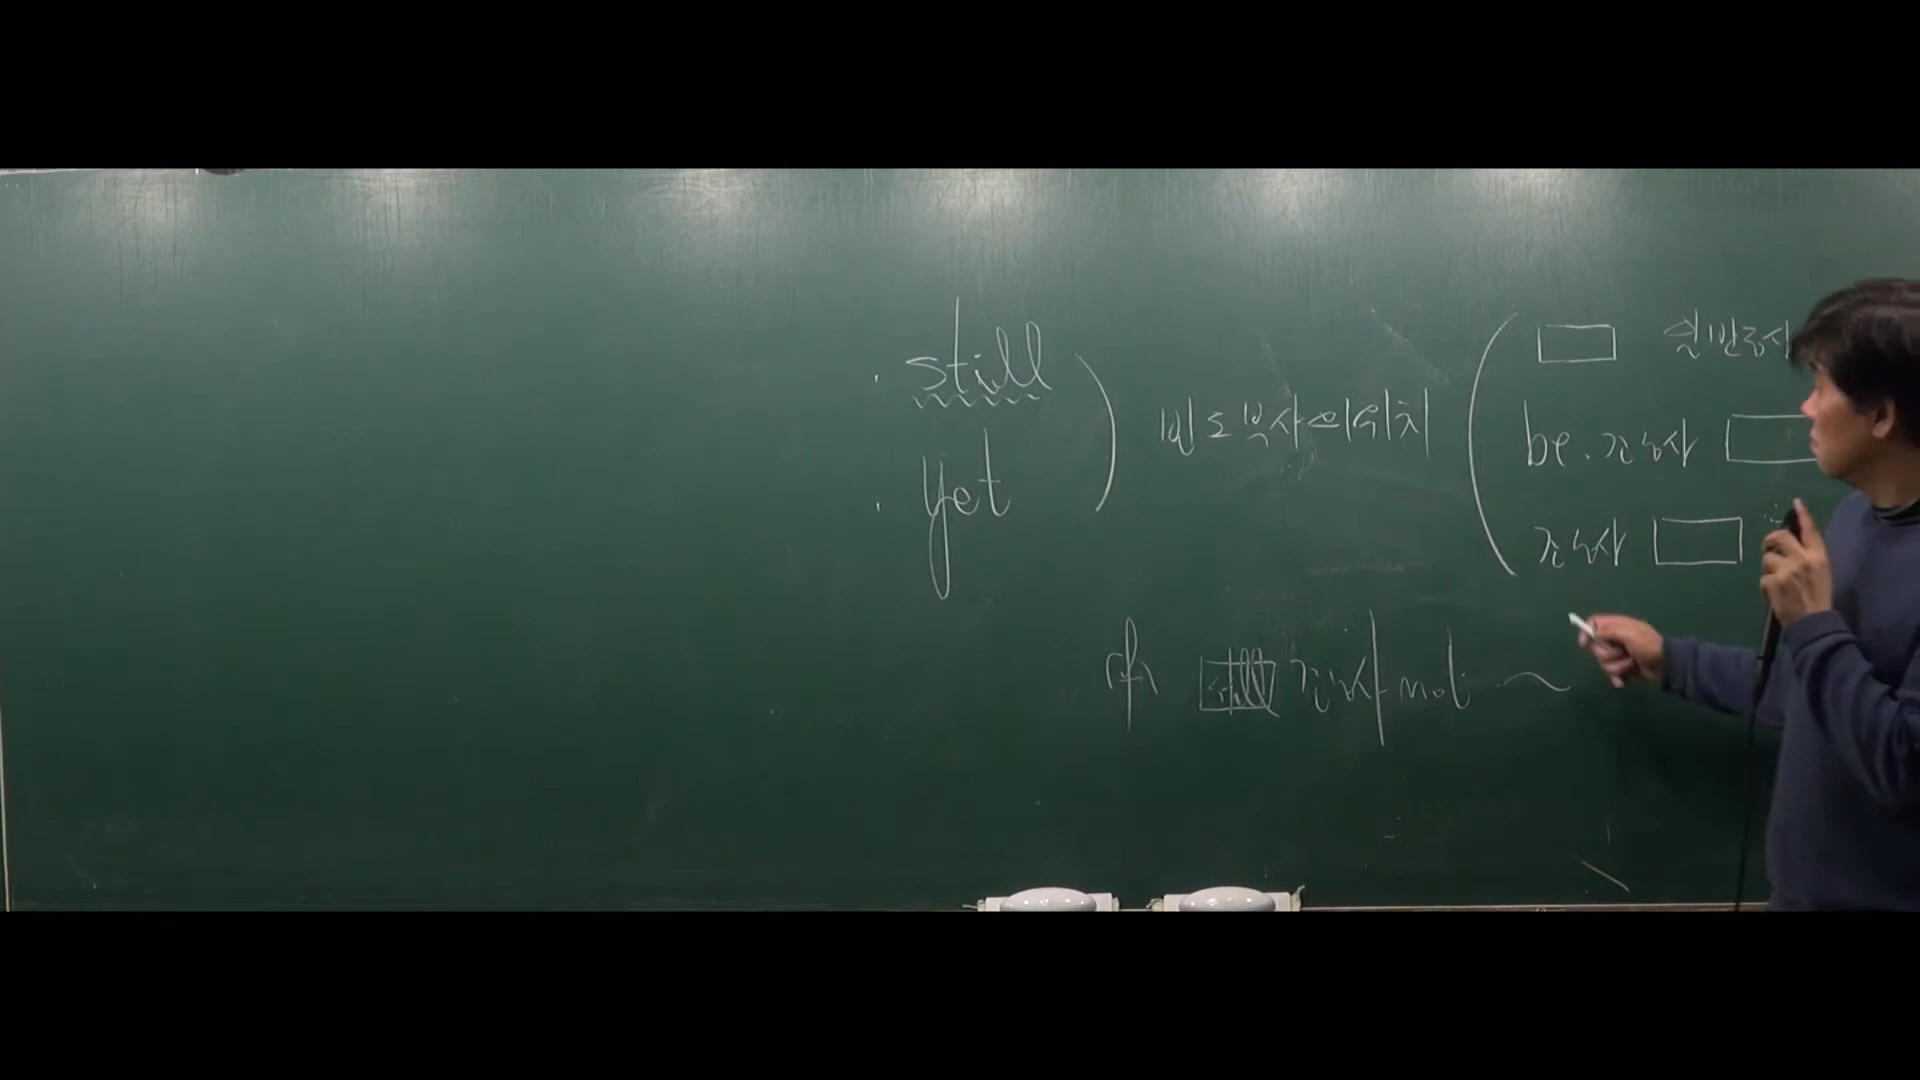 · still
· yet
빈도부사의 위치
일반동사
be. 조동사
조동사
still 조동사 not ~